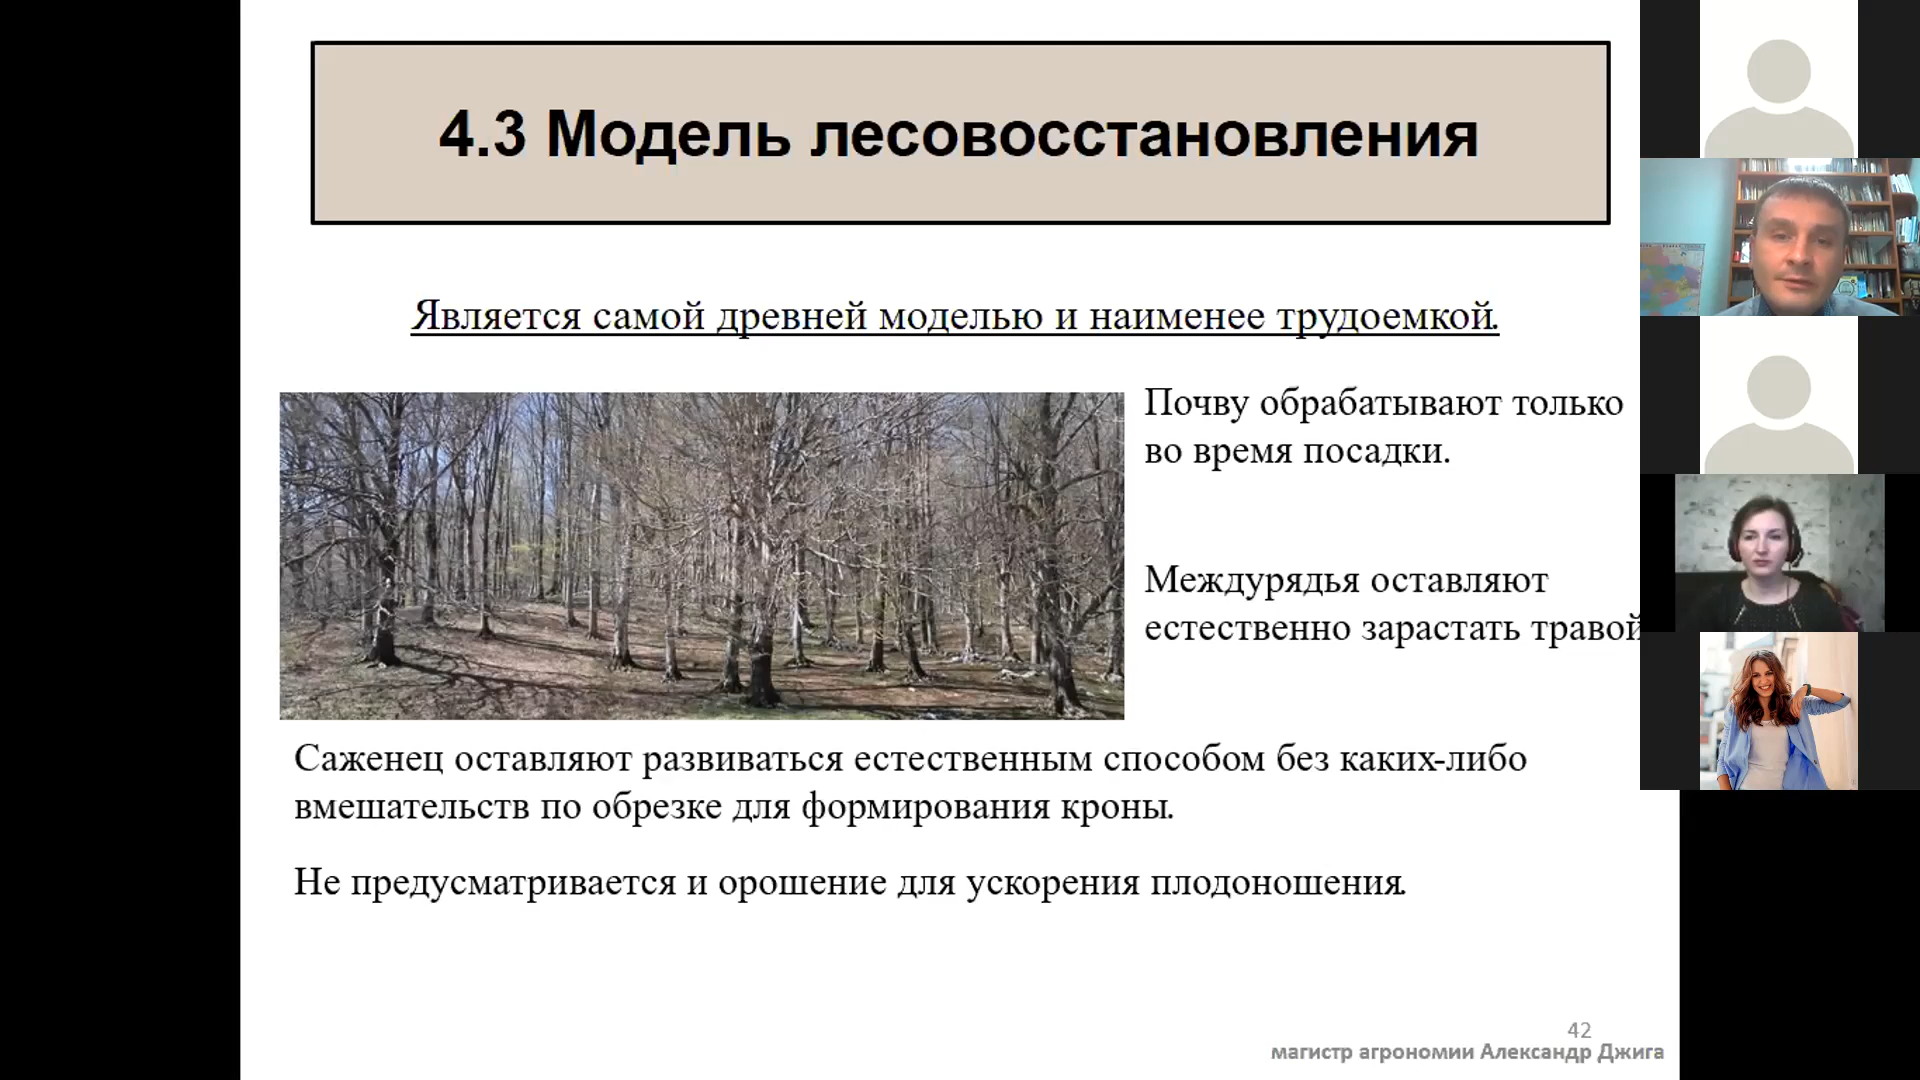 4.3 Модель лесовосстановления
Является самой древней моделью и наименее трудоемкой.
Почву обрабатывают только
во время посадки.
Междурядья оставляют
естественно зарастать травой
Саженец оставляют развиваться естественным способом без каких-либо
вмешательств по обрезке для формирования кроны.
Не предусматривается и орошение для ускорения плодоношения.
42
магистр агрономии Александр Джига